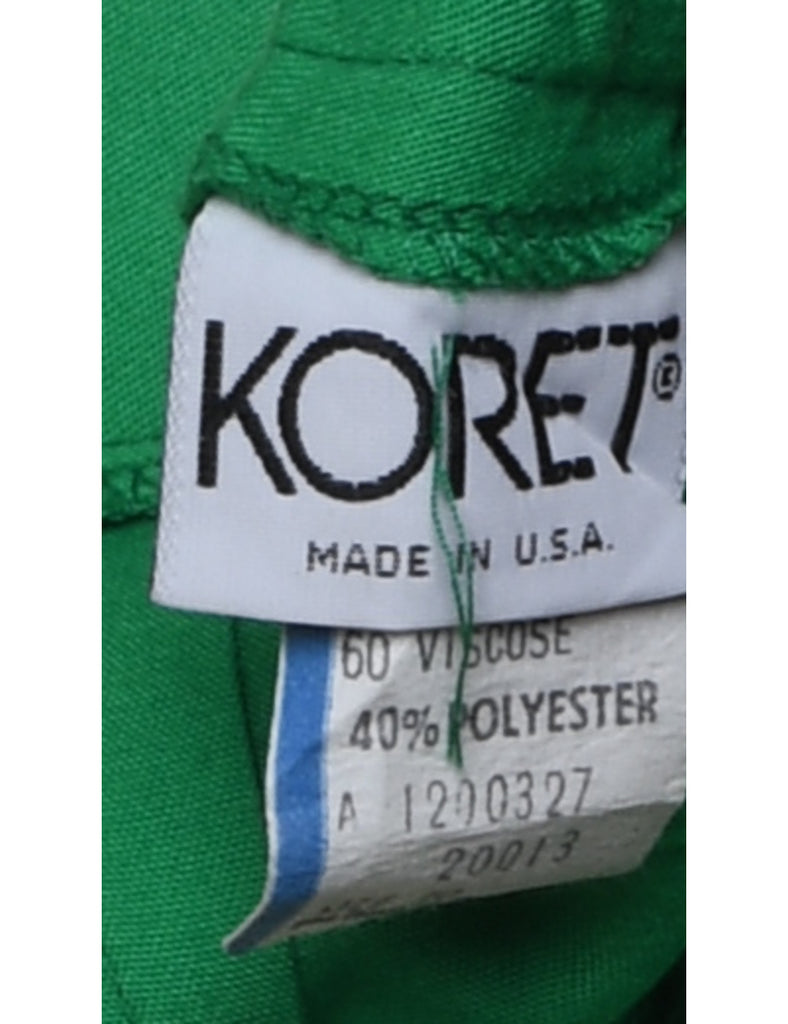 KORET®
MADE IN U.S.A.
60 VISCOSE
40% POLYESTER
A 1200327
20013